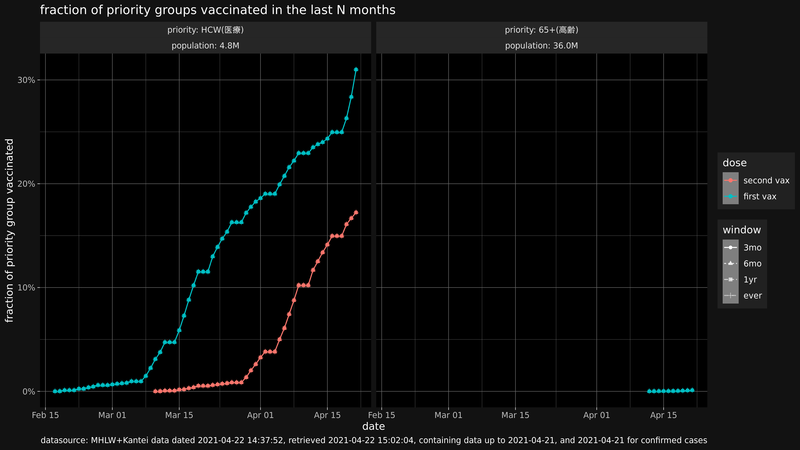 fraction of priority groups vaccinated in the last N months
priority: HCW(医療)
population: 4.8M
priority: 65+(高齢)
population: 36.0M
fraction of priority group vaccinated
30%
20%
10%
0%
Feb 15
Mar 01
Mar 15
Apr 01
Apr 15
Feb 15
Mar 01
Mar 15
Apr 01
Apr 15
date
dose
second vax
first vax
window
3mo
6mo
1yr
ever
datasource: MHLW+Kantei data dated 2021-04-22 14:37:52, retrieved 2021-04-22 15:02:04, containing data up to 2021-04-21, and 2021-04-21 for confirmed cases